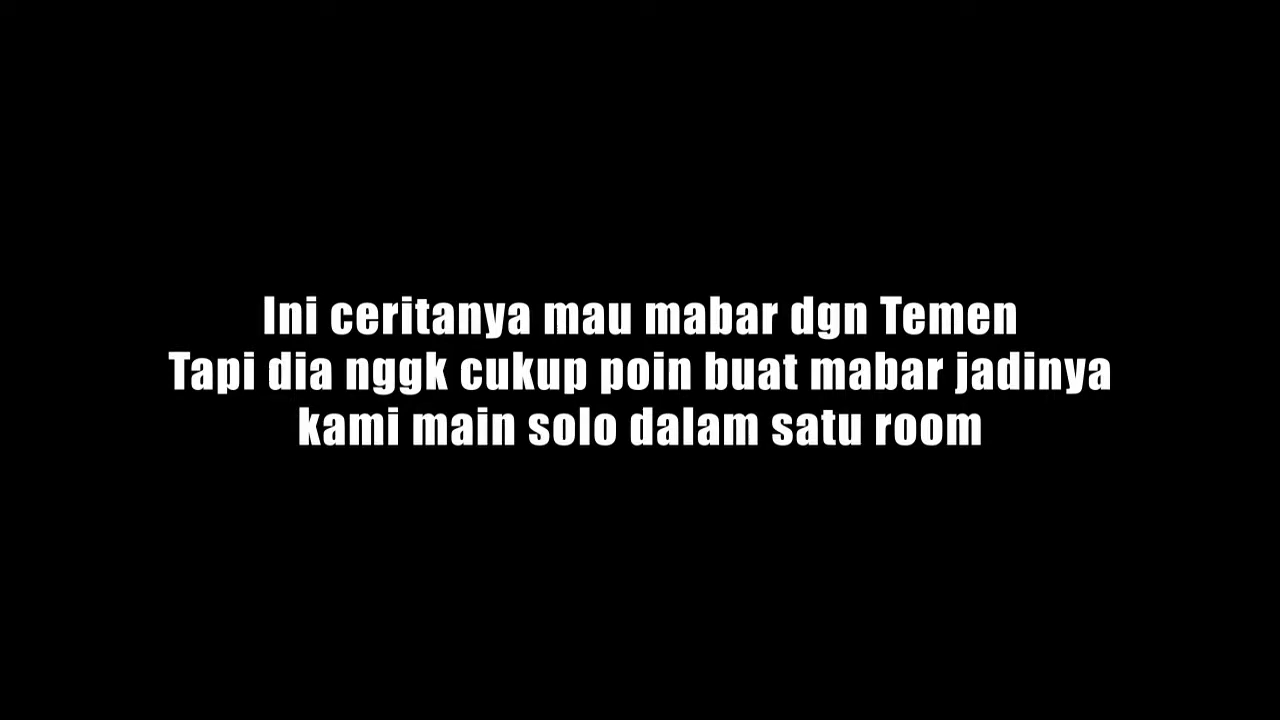 Ini ceritanya mau mabar dgn Temen
Tapi dia nggk cukup poin buat mabar jadinya
kami main solo dalam satu room